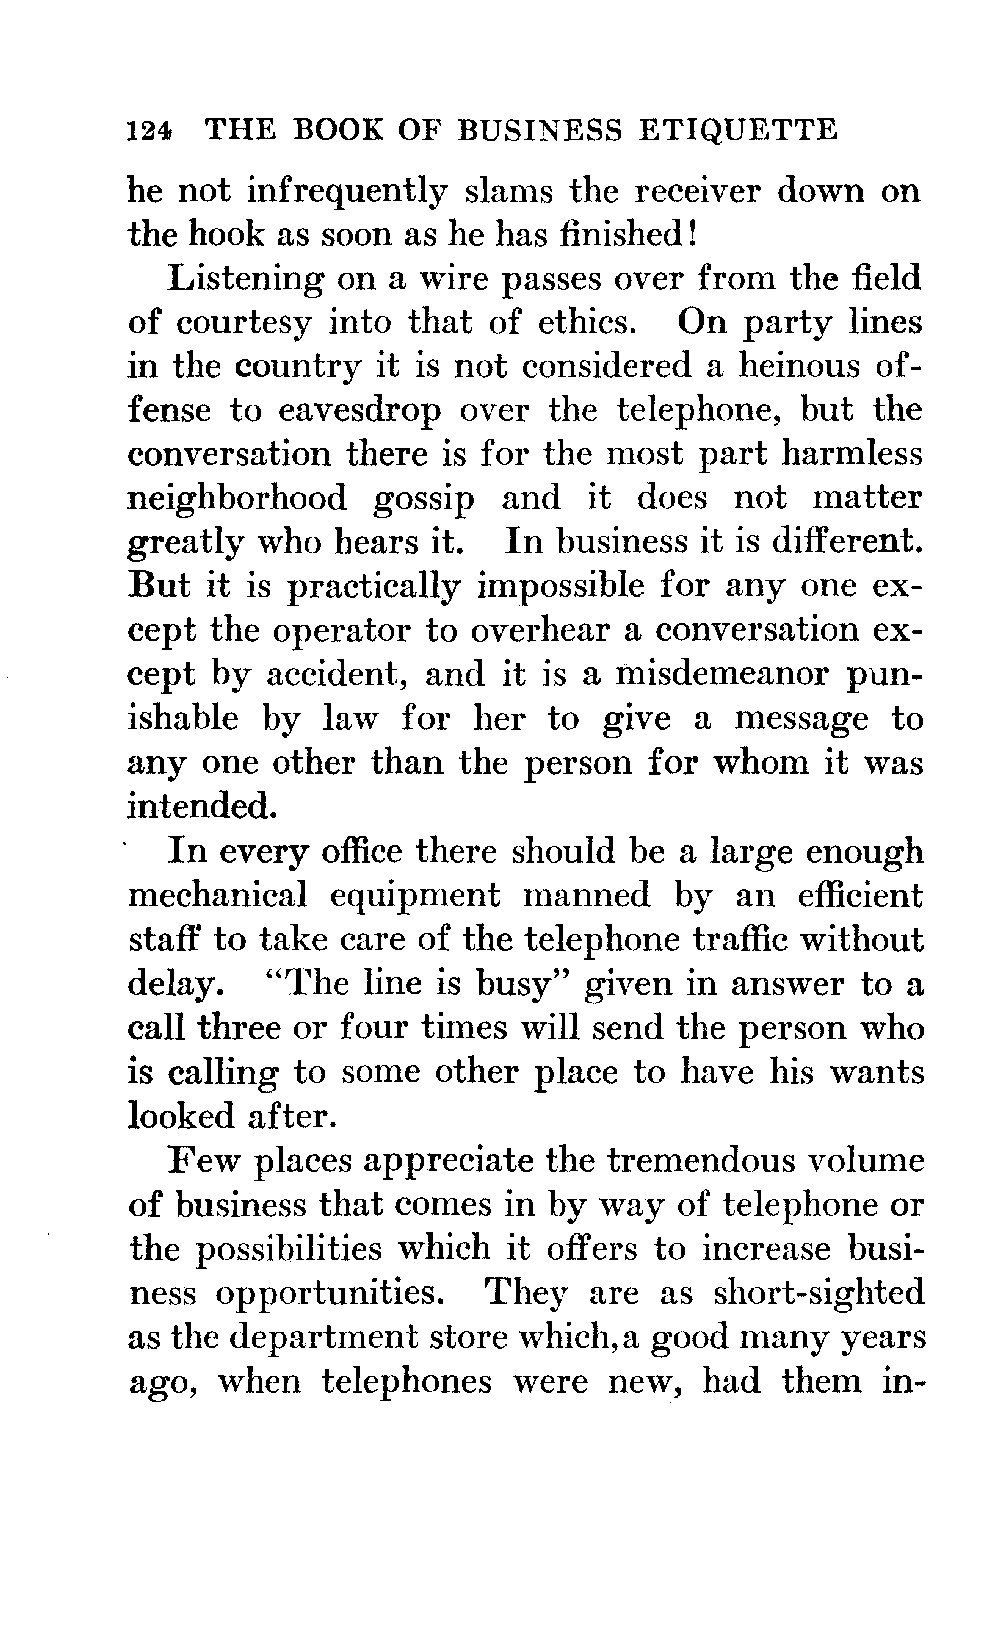 124 THE BOOK OF BUSINESS ETIQUETTE
he not infrequently slams the receiver down on
the hook as soon as he has finished!
Listening on a wire passes over from the field
of courtesy into that of ethics. On party lines
in the country it is not considered a heinous of-
fense to eavesdrop over the telephone, but the
conversation there is for the most part harmless
neighborhood gossip and it does not matter
greatly who hears it. In business it is different.
But it is practically impossible for any one ex-
cept the operator to overhear a conversation ex-
cept by accident, and it is a misdemeanor pun-
ishable by law for her to give a message to
any one other than the person for whom it was
intended.
In every office there should be a large enough
mechanical equipment manned by an efficient
staff to take care of the telephone traffic without
delay. “The line is busy” given in answer to a
call three or four times will send the person who
is calling to some other place to have his wants
looked after.
Few places appreciate the tremendous volume
of business that comes in by way of telephone or
the possibilities which it offers to increase busi-
ness opportunities. They are as short-sighted
as the department store which, a good many years
ago, when telephones were new, had them in-